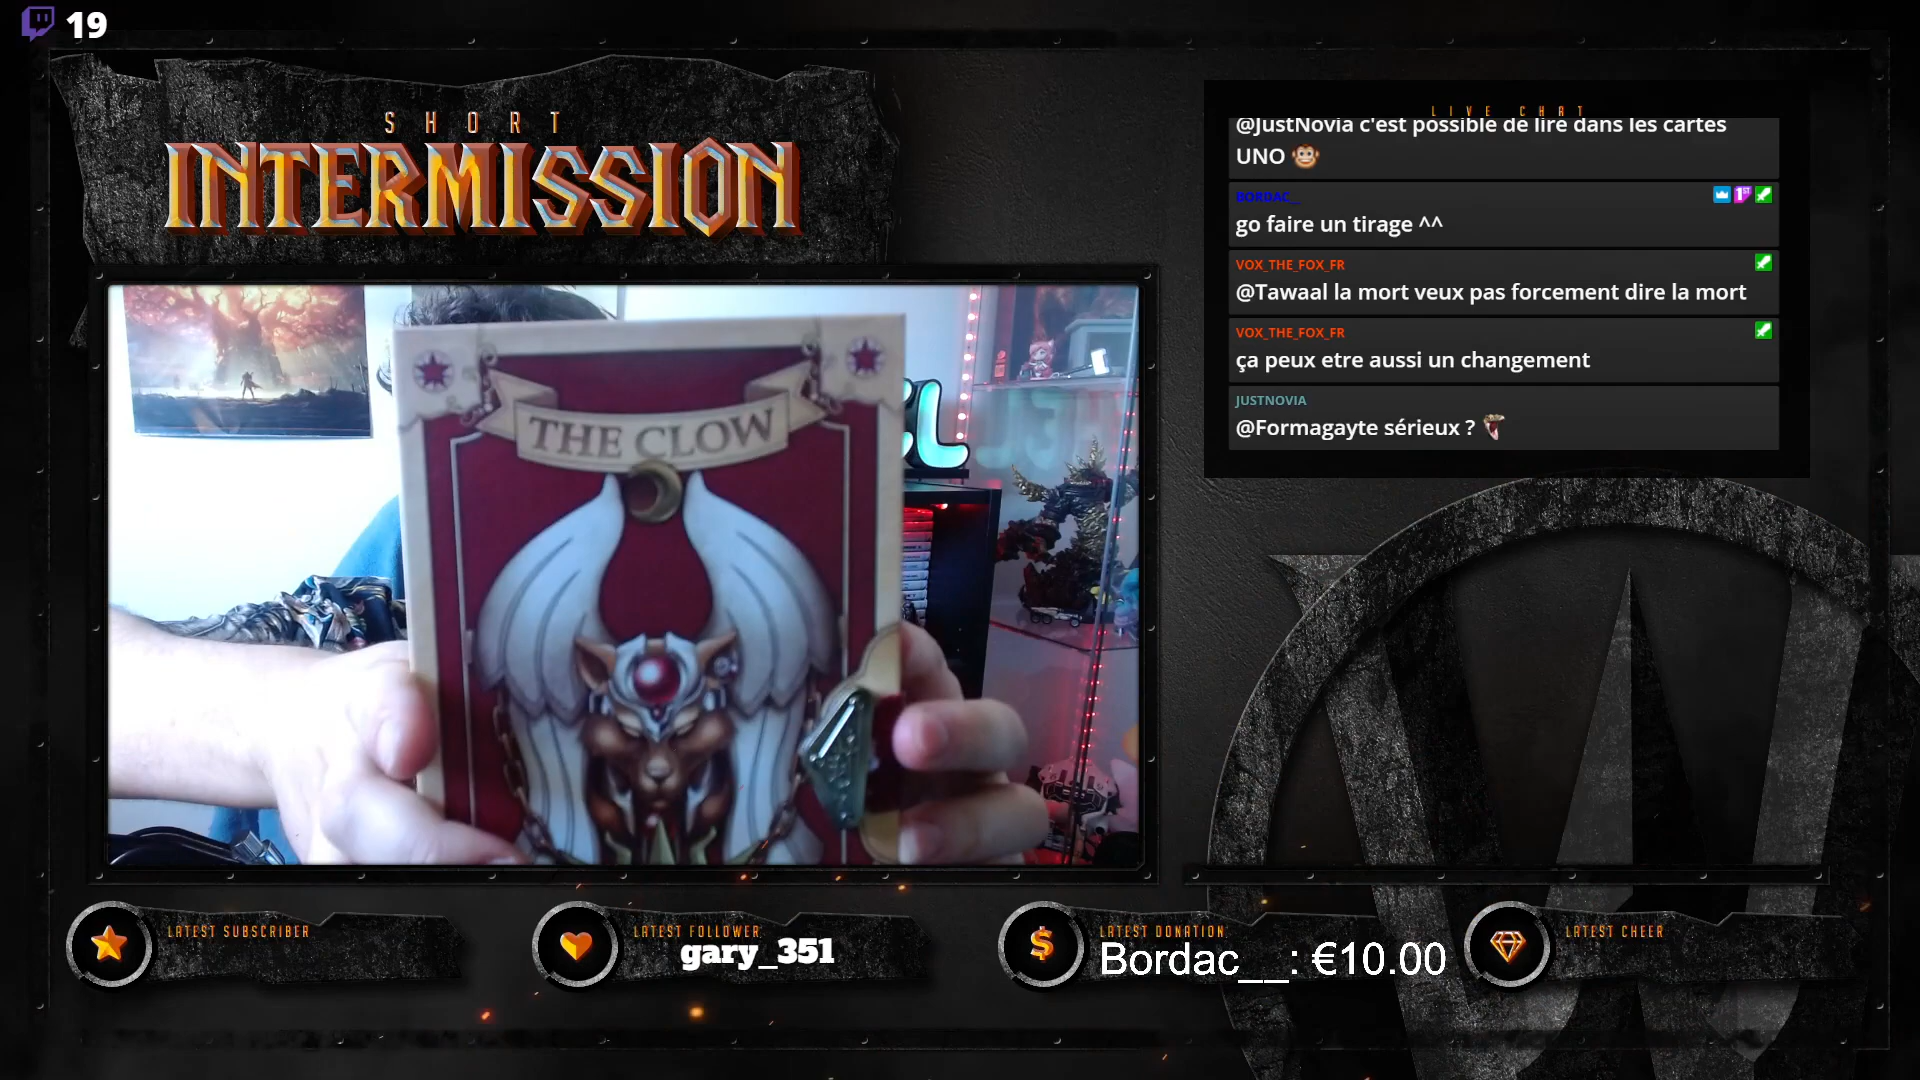 19
SHORT
INTERMISSION
LIVE CHAT
@JustNovia c'est possible de lire dans les cartes
UNO
BORDAC__
go faire un tirage ^^
VOX_THE_FOX_FR
@Tawaal la mort veux pas forcement dire la mort
VOX_THE_FOX_FR
ça peux etre aussi un changement
JUSTNOVIA
@Formagayte sérieux ?
THE CLOW
LATEST SUBSCRIBER
LATEST FOLLOWER
gary_351
LATEST DONATION
Bordac__: €10.00
LATEST CHEER